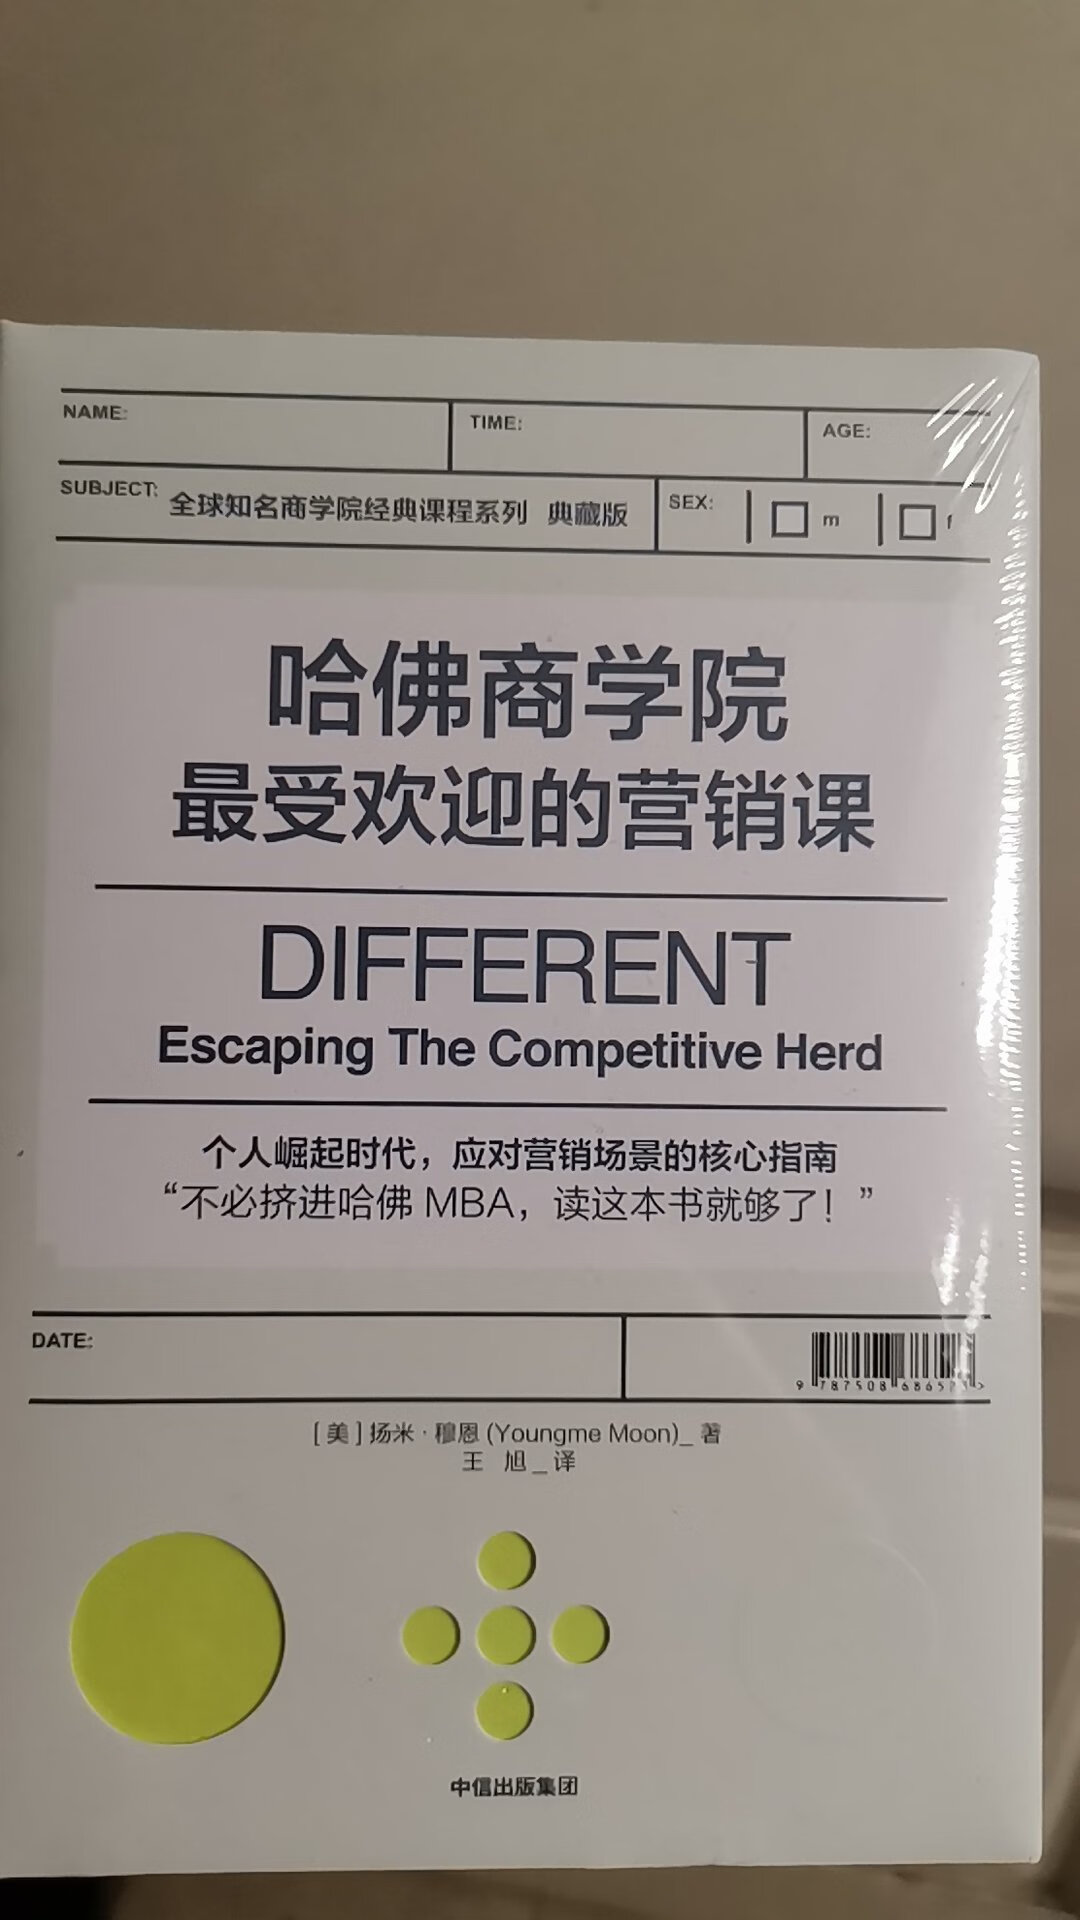 NAME:
TIME:
AGE:
SUBJECT: 全球知名商学院经典课程系列 典藏版
SEX:
m
f
哈佛商学院
最受欢迎的营销课
DIFFERENT
Escaping The Competitive Herd
个人崛起时代，应对营销场景的核心指南
“不必挤进哈佛 MBA，读这本书就够了！”
DATE:
[美] 扬米·穆恩 (Youngme Moon)_ 著
王 旭_译
中信出版集团